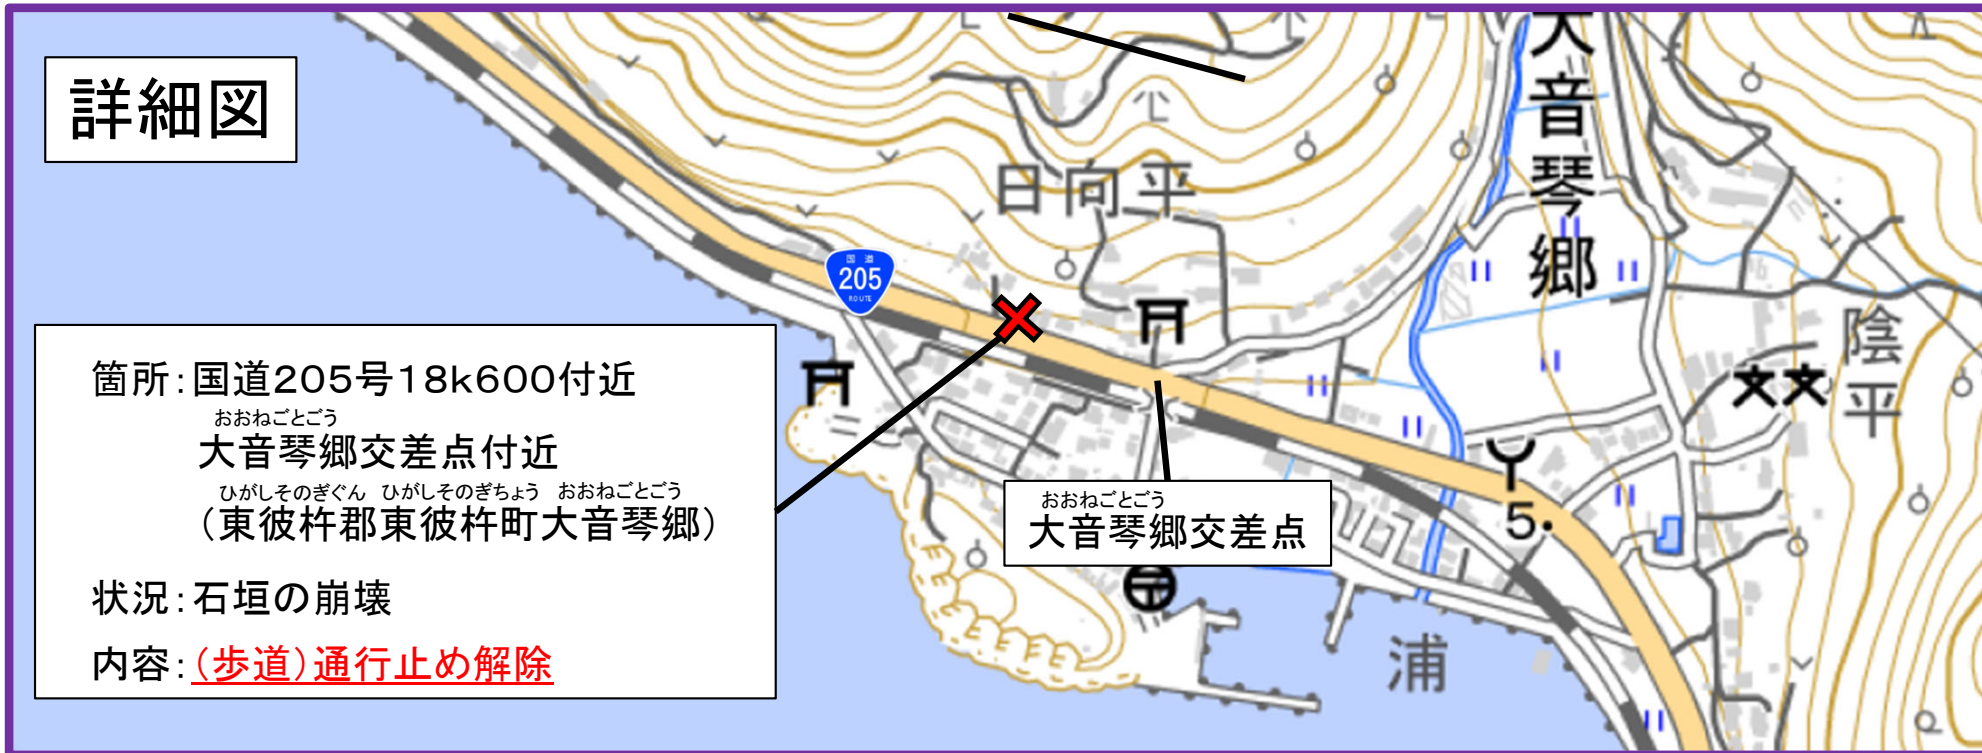 詳細図
大音琴郷
日向平
国道
205
ROUTE
陰平
箇所：国道205号18k600付近
おおねごとごう
大音琴郷交差点付近
ひがしそのぎぐん ひがしそのぎちょう おおねごとごう
（東彼杵郡東彼杵町大音琴郷）
状況：石垣の崩壊
内容：（歩道）通行止め解除
おおねごとごう
大音琴郷交差点
5
浦